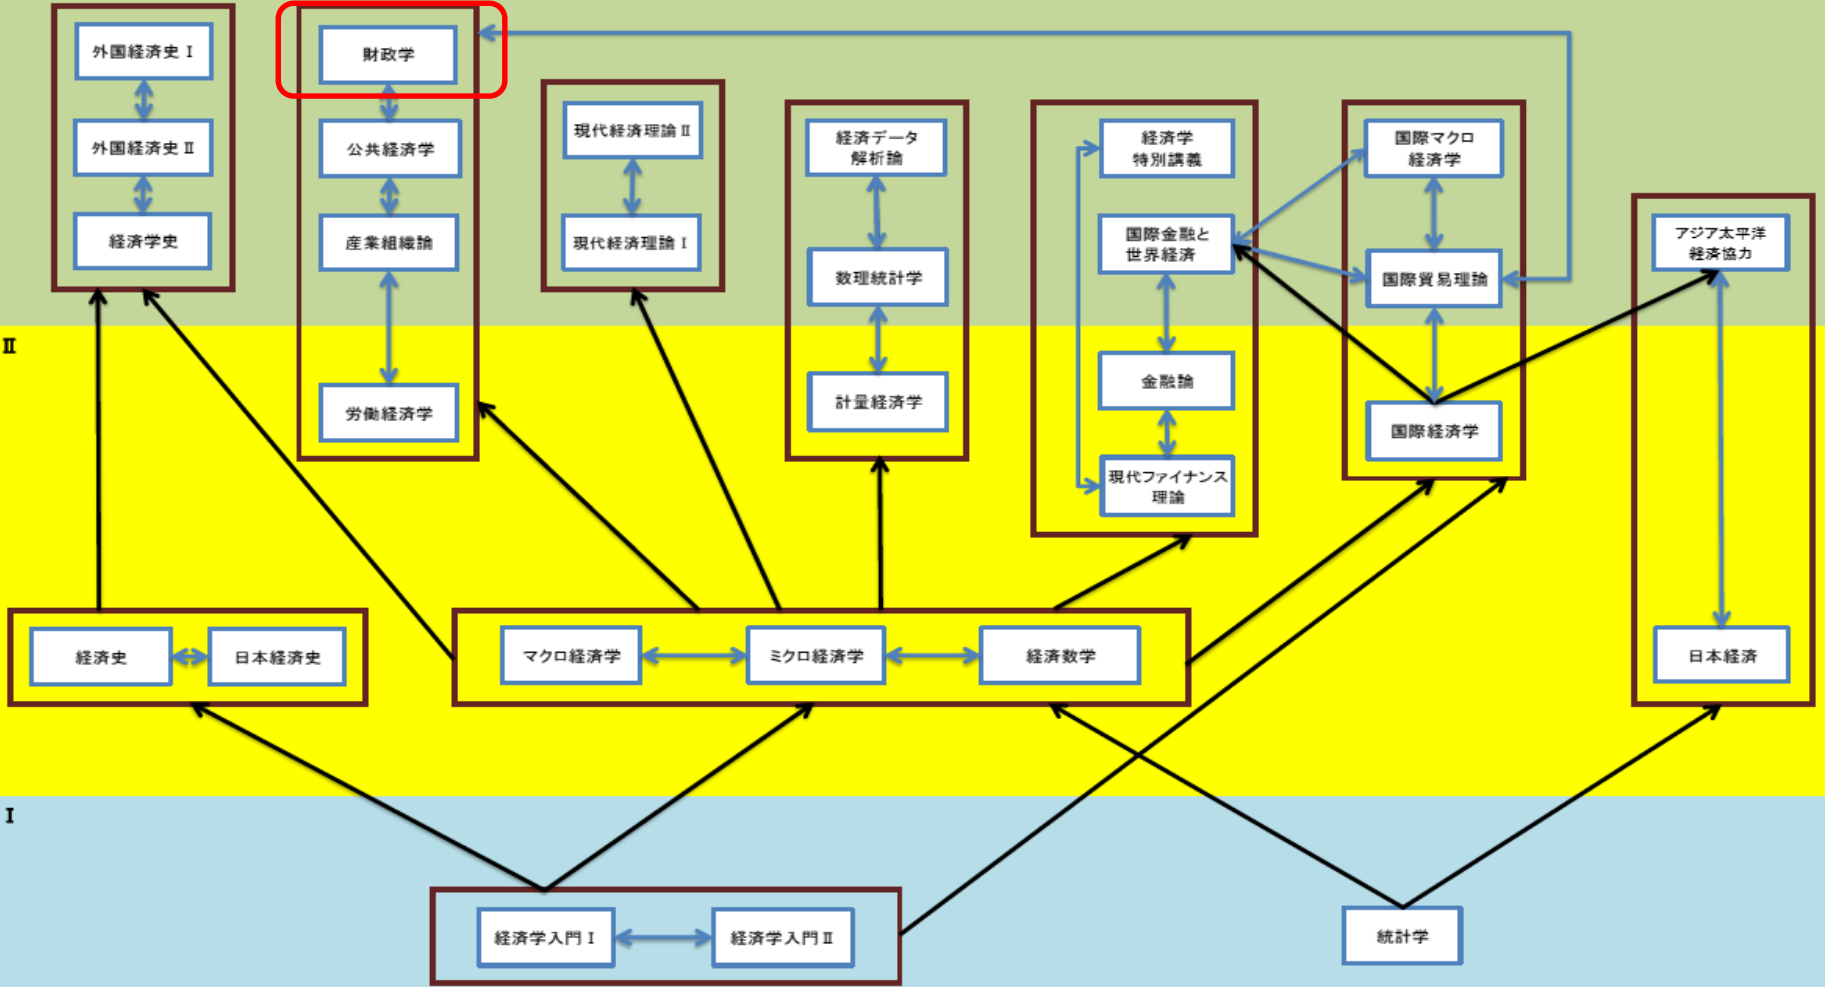 外国経済史Ⅰ
外国経済史Ⅱ
経済学史
財政学
公共経済学
産業組織論
労働経済学
現代経済理論Ⅱ
現代経済理論Ⅰ
経済データ
解析論
数理統計学
計量経済学
経済学
特別講義
国際金融と
世界経済
金融論
現代ファイナンス
理論
国際マクロ
経済学
国際貿易理論
国際経済学
アジア太平洋
経済協力
日本経済
Ⅱ
経済史
日本経済史
マクロ経済学
ミクロ経済学
経済数学
Ⅰ
経済学入門Ⅰ
経済学入門Ⅱ
統計学